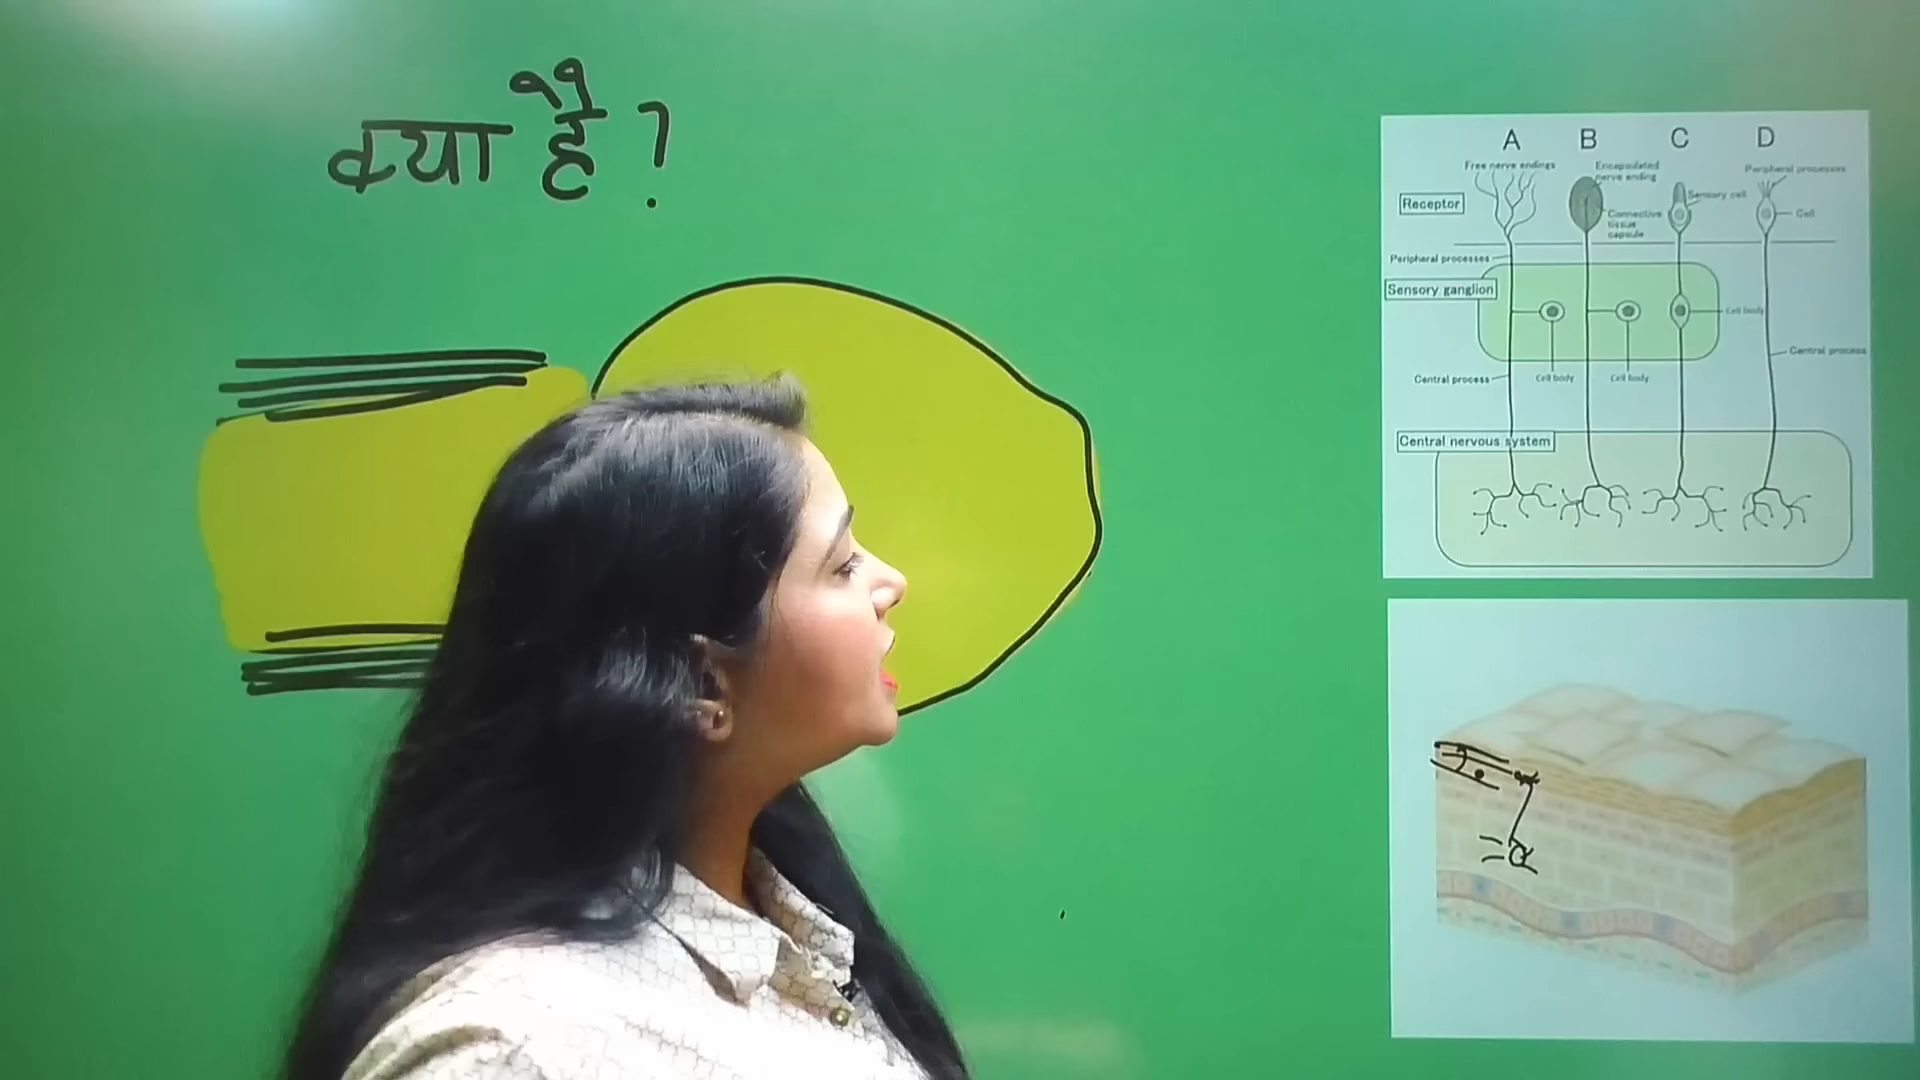 क्या है ?
A B C D
Free nerve endings
Encapsulated
nerve ending
Peripheral processes
Receptor
Sensory cell
Connective
tissue
capsule
Cell
Peripheral processes
Sensory ganglion
Cell body
Central process
Central process
Cell body
Cell body
Central nervous system